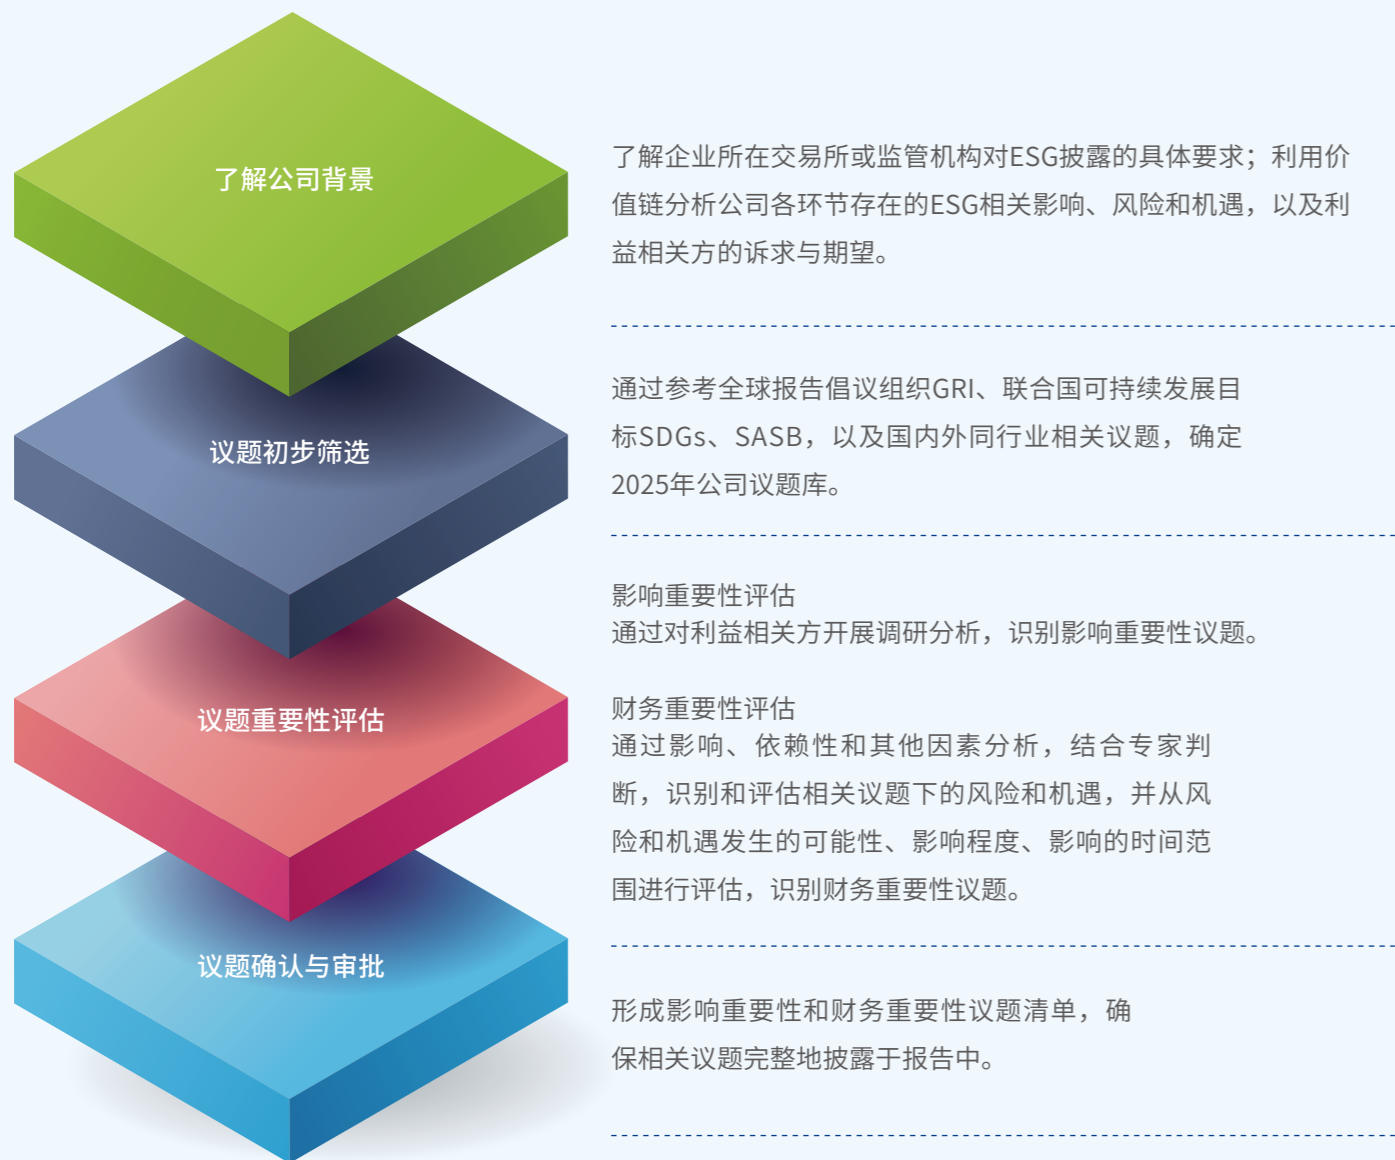 了解公司背景
了解企业所在交易所或监管机构对ESG披露的具体要求；利用价
值链分析公司各环节存在的ESG相关影响、风险和机遇，以及利
益相关方的诉求与期望。
议题初步筛选
通过参考全球报告倡议组织GRI、联合国可持续发展目
标SDGs、SASB，以及国内外同行业相关议题，确定
2025年公司议题库。
议题重要性评估
影响重要性评估
通过对利益相关方开展调研分析，识别影响重要性议题。
财务重要性评估
通过影响、依赖性和其他因素分析，结合专家判
断，识别和评估相关议题下的风险和机遇，并从风
险和机遇发生的可能性、影响程度、影响的时间范
围进行评估，识别财务重要性议题。
议题确认与审批
形成影响重要性和财务重要性议题清单，确
保相关议题完整地披露于报告中。